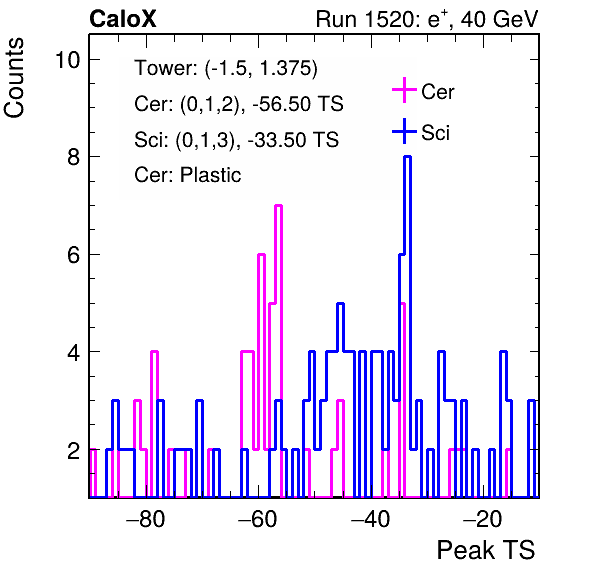 CaloX Run 1520: e⁺, 40 GeV
Counts
Tower: (-1.5, 1.375)
Cer: (0,1,2), -56.50 TS
Sci: (0,1,3), -33.50 TS
Cer: Plastic
Cer
Sci
10
8
6
4
2
−80 −60 −40 −20
Peak TS